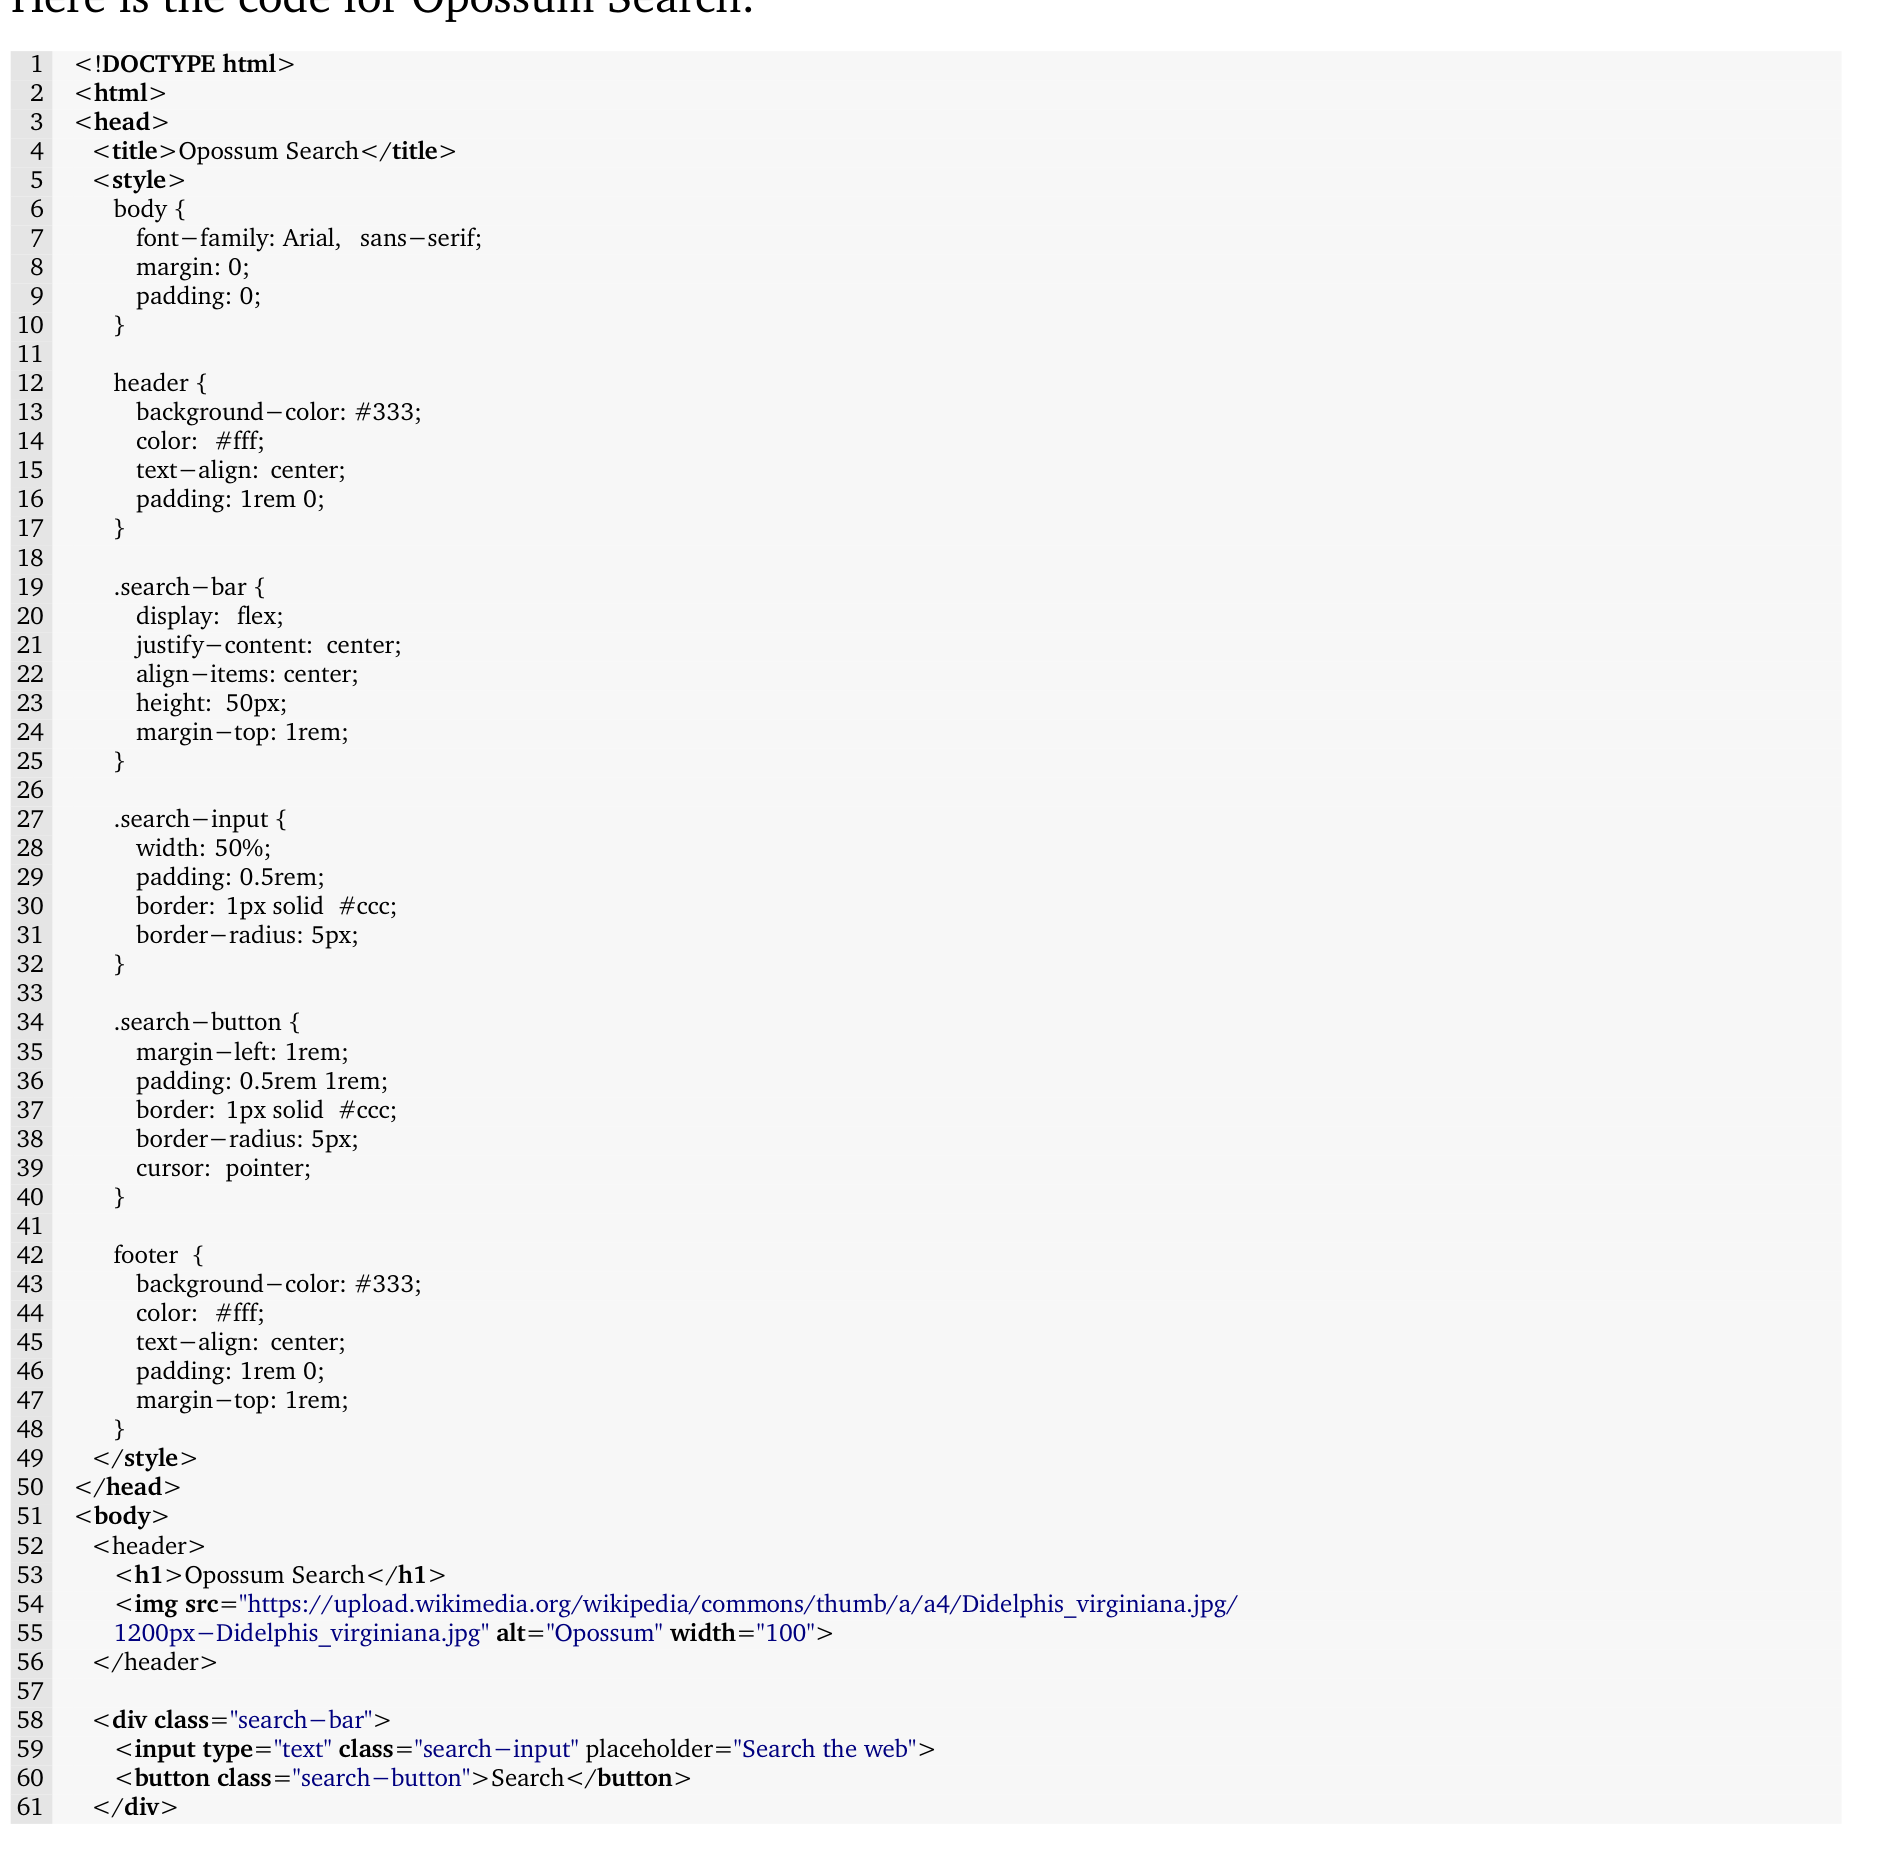 Here is the code for Opossum Search:
1 <!DOCTYPE html>
2 <html>
3 <head>
4 <title>Opossum Search</title>
5 <style>
6 body {
7 font−family: Arial, sans−serif;
8 margin: 0;
9 padding: 0;
10 }
11
12 header {
13 background−color: #333;
14 color: #fff;
15 text−align: center;
16 padding: 1rem 0;
17 }
18
19 .search−bar {
20 display: flex;
21 justify−content: center;
22 align−items: center;
23 height: 50px;
24 margin−top: 1rem;
25 }
26
27 .search−input {
28 width: 50%;
29 padding: 0.5rem;
30 border: 1px solid #ccc;
31 border−radius: 5px;
32 }
33
34 .search−button {
35 margin−left: 1rem;
36 padding: 0.5rem 1rem;
37 border: 1px solid #ccc;
38 border−radius: 5px;
39 cursor: pointer;
40 }
41
42 footer {
43 background−color: #333;
44 color: #fff;
45 text−align: center;
46 padding: 1rem 0;
47 margin−top: 1rem;
48 }
49 </style>
50 </head>
51 <body>
52 <header>
53 <h1>Opossum Search</h1>
54 <img src="https://upload.wikimedia.org/wikipedia/commons/thumb/a/a4/Didelphis_virginiana.jpg/
55 1200px−Didelphis_virginiana.jpg" alt="Opossum" width="100">
56 </header>
57
58 <div class="search−bar">
59 <input type="text" class="search−input" placeholder="Search the web">
60 <button class="search−button">Search</button>
61 </div>